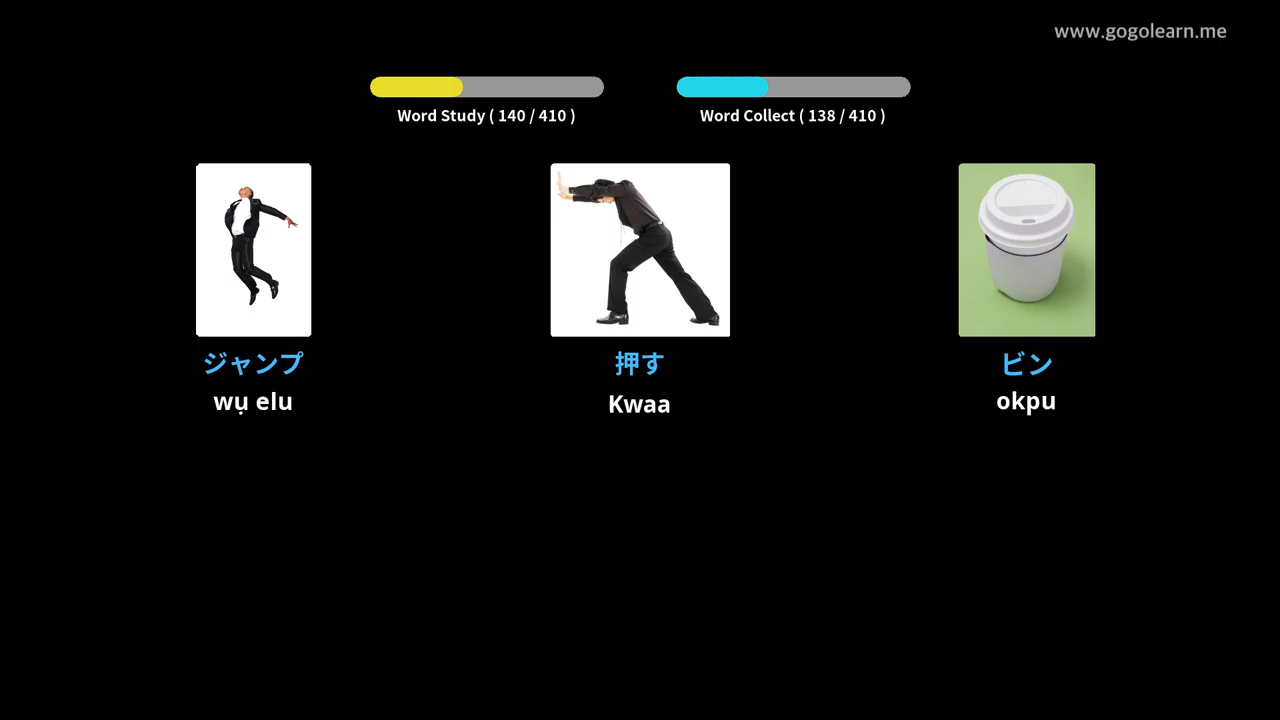 www.gogolearn.me
Word Study ( 140 / 410 )
Word Collect ( 138 / 410 )
ジャンプ
wụ elu
押す
Kwaa
ビン
okpu